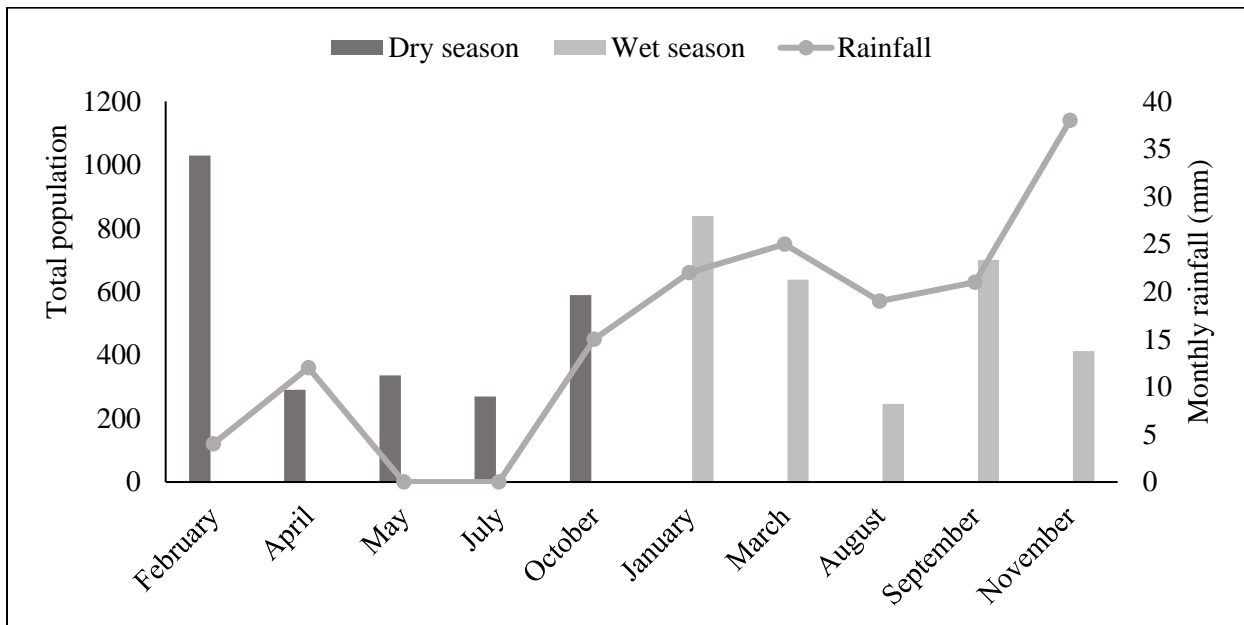 Dry season Wet season Rainfall
Total population
1200
1000
800
600
400
200
0
40
35
30
25
20
15
10
5
0
Monthly rainfall (mm)
February
April
May
July
October
January
March
August
September
November